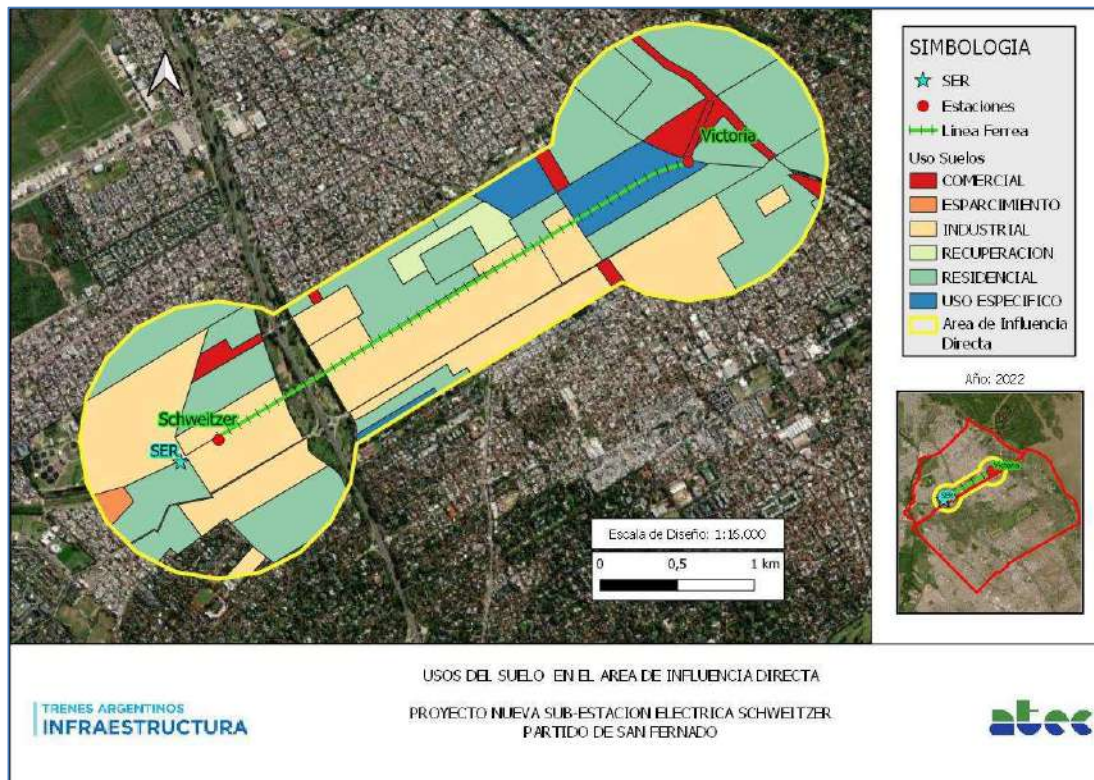 SIMBOLOGIA
SER
Estaciones
Linea Ferrea
Uso Suelos
COMERCIAL
ESPARCIMIENTO
INDUSTRIAL
RECUPERACION
RESIDENCIAL
USO ESPECIFICO
Area de Influencia
Directa
Año: 2022
Victoria
Schweitzer
SER
Victoria
SER
Escala de Diseño: 1:16.000
0 0,5 1 km
USOS DEL SUELO EN EL AREA DE INFLUENCIA DIRECTA
PROYECTO NUEVA SUB-ESTACION ELECTRICA SCHWEITZER
PARTIDO DE SAN FERNADO
TRENES ARGENTINOS
INFRAESTRUCTURA
atec